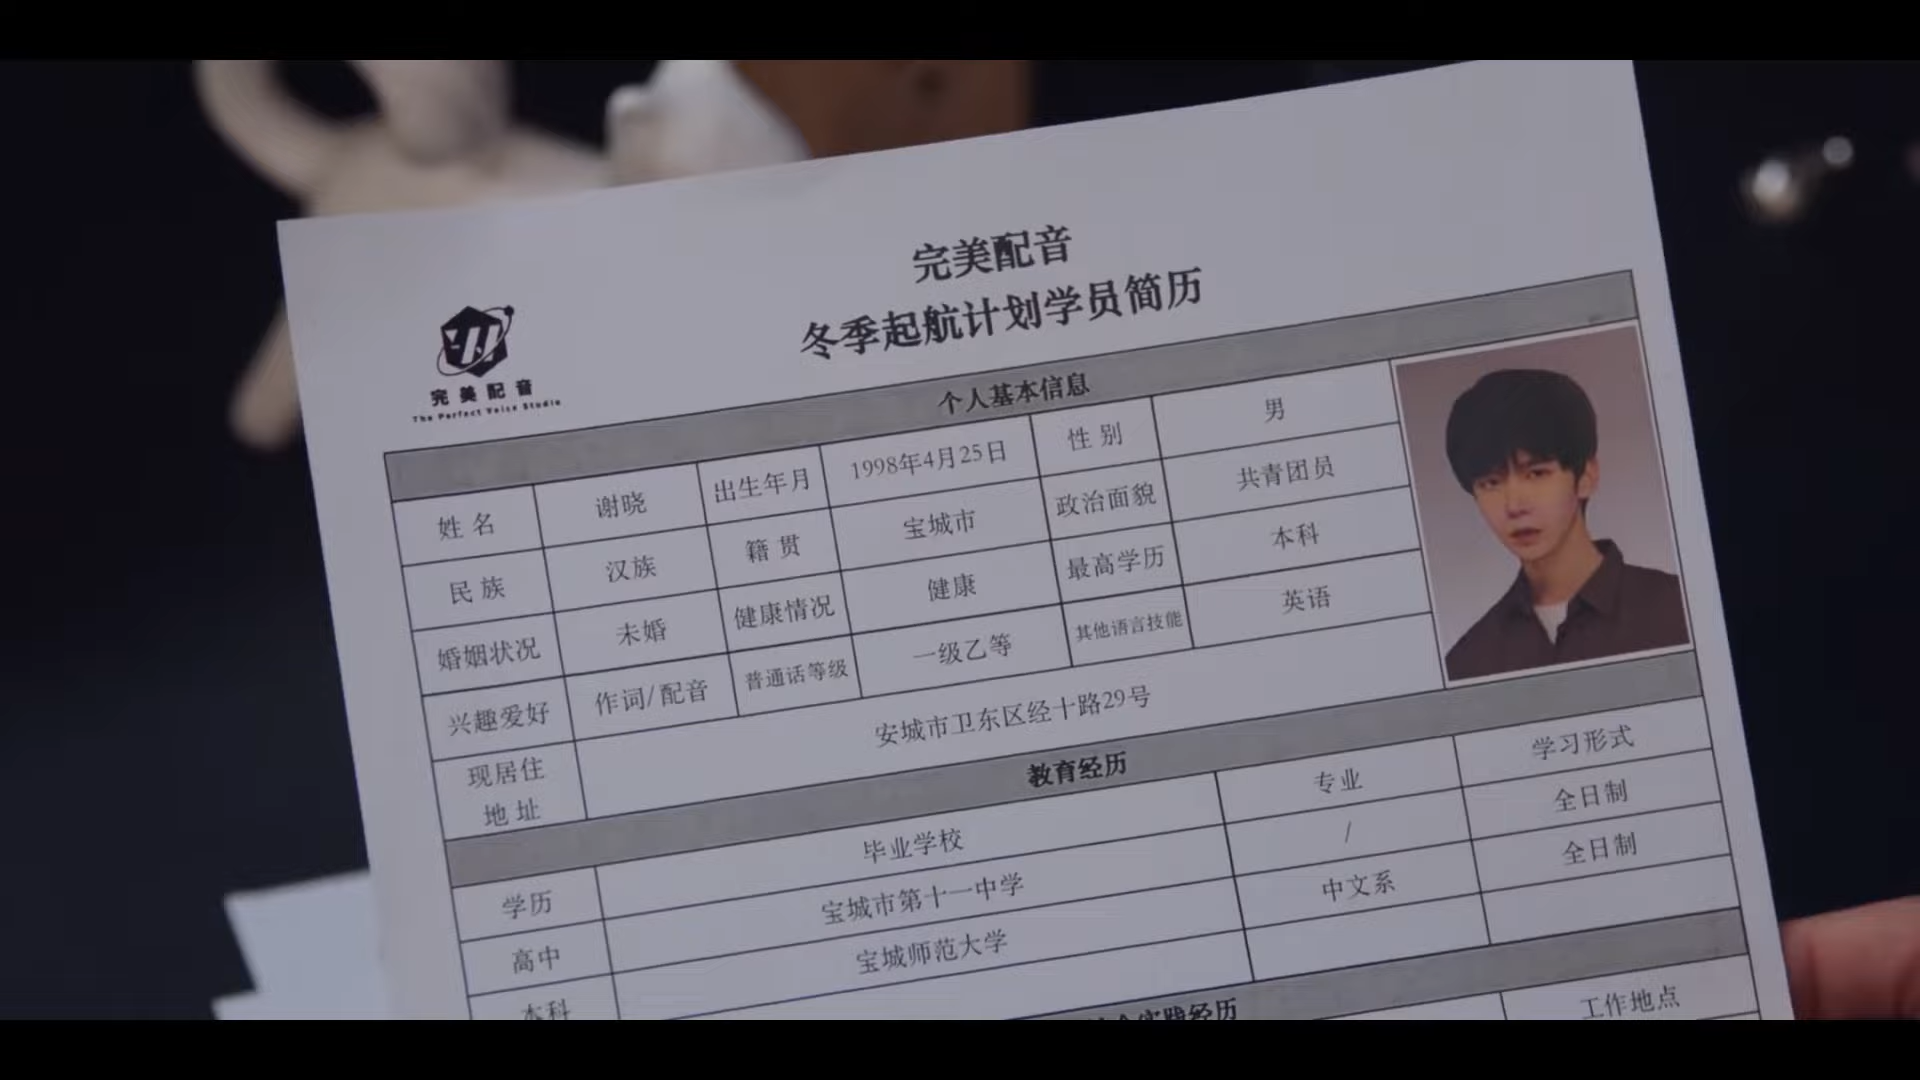 完美配音
冬季起航计划学员简历
完美配音
The Perfect Voice Studio
个人基本信息
姓名 谢晓 出生年月 1998年4月25日 性别 男
民族 汉族 籍贯 宝城市 政治面貌 共青团员
婚姻状况 未婚 健康情况 健康 最高学历 本科
兴趣爱好 作词/配音 普通话等级 一级乙等 其他语言技能 英语
现居住地址 安城市卫东区经十路29号
教育经历
学历 毕业学校 专业 学习形式
高中 宝城市第十一中学 / 全日制
本科 宝城师范大学 中文系 全日制
实践经历
工作地点